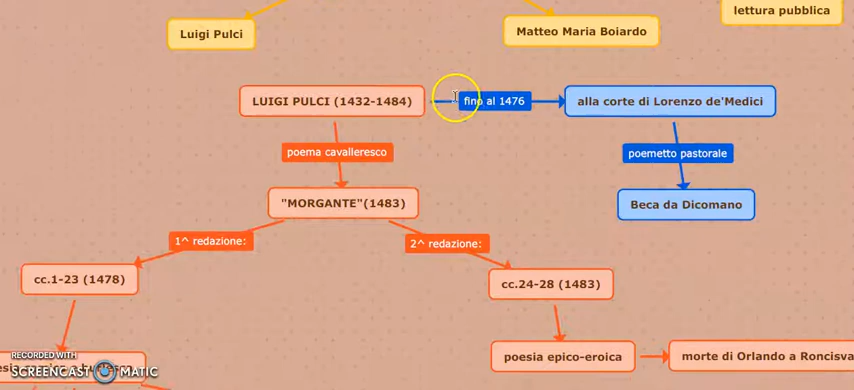 lettura pubblica
Luigi Pulci
Matteo Maria Boiardo
LUIGI PULCI (1432-1484)
fino al 1476
alla corte di Lorenzo de'Medici
poema cavalleresco
poemetto pastorale
"MORGANTE"(1483)
Beca da Dicomano
1^ redazione:
2^ redazione:
cc.1-23 (1478)
cc.24-28 (1483)
poesia epico-eroica
morte di Orlando a Roncisva
RECORDED WITH
SCREENCAST MATIC